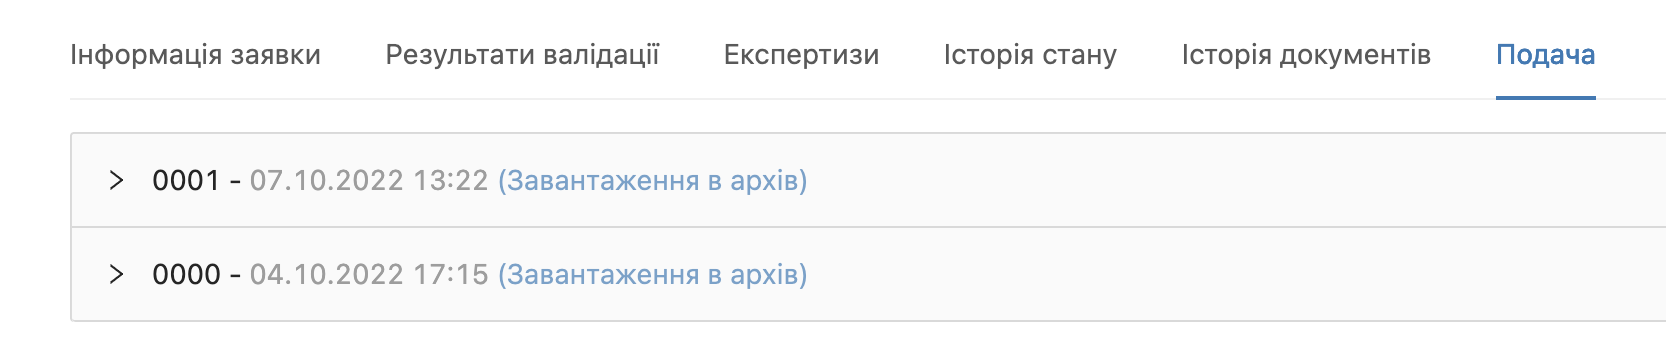 Інформація заявки Результати валідації Експертизи Історія стану Історія документів Подача
0001 - 07.10.2022 13:22 (Завантаження в архів)
0000 - 04.10.2022 17:15 (Завантаження в архів)